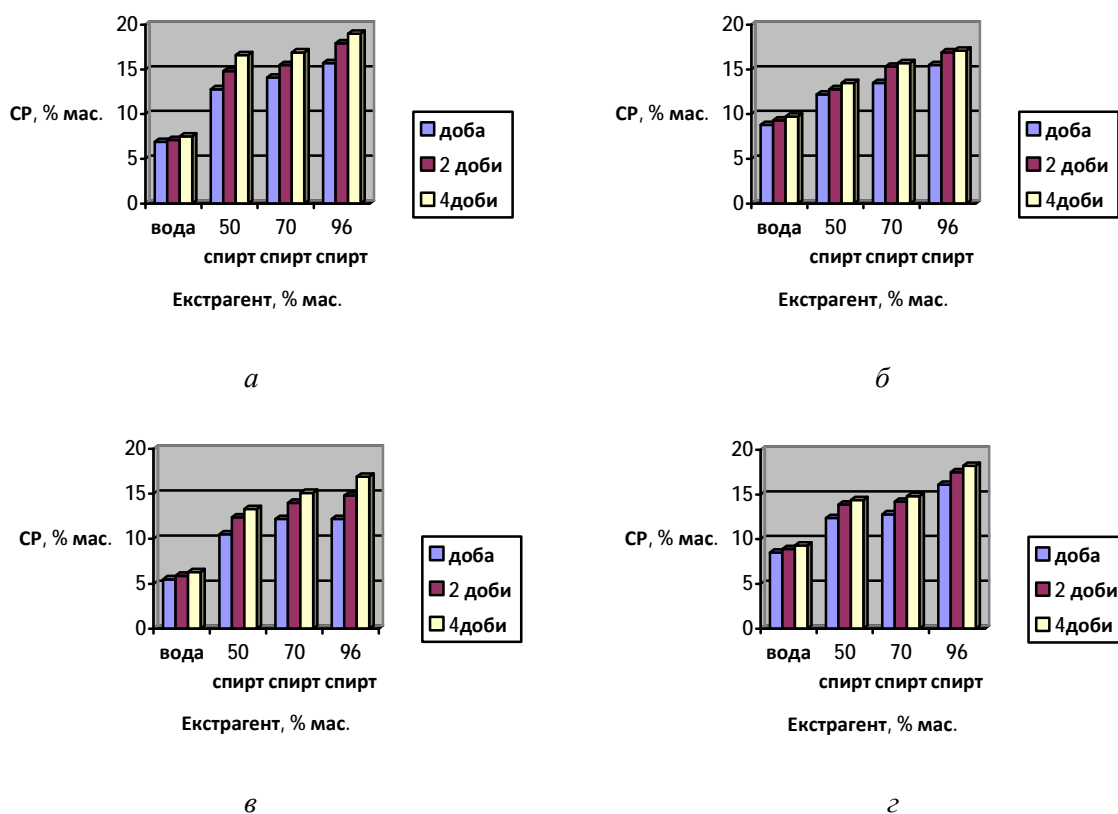 20
15
10
5
0
СР, % мас.
вода 50 70 96
спирт спирт спирт
Екстрагент, % мас.
доба
2 доби
4доби
а
20
15
10
5
0
СР, % мас.
вода 50 70 96
спирт спирт спирт
Екстрагент, % мас.
доба
2 доби
4доби
б
20
15
10
5
0
СР, % мас.
вода 50 70 96
спирт спирт спирт
Екстрагент, % мас.
доба
2 доби
4доби
в
20
15
10
5
0
СР, % мас.
вода 50 70 96
спирт спирт спирт
Екстрагент, % мас.
доба
2 доби
4доби
г